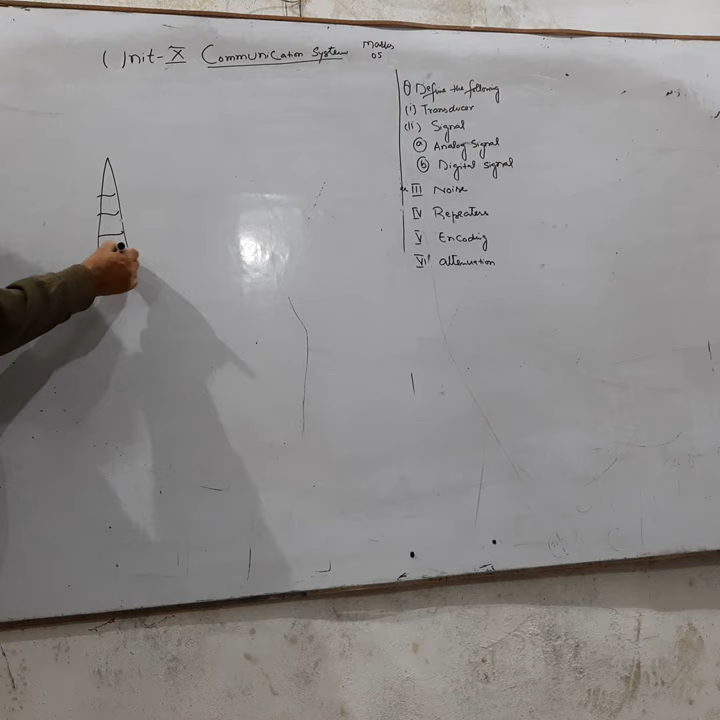 Unit-X Communication System Marks
05
① Define the following
(i) Transducer
(ii) Signal
ⓐ Analog signal
ⓑ Digital signal
III Noise
IV Repeaters
V Encoding
VI attenuation